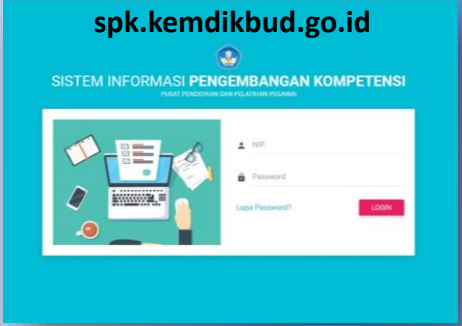 spk.kemdikbud.go.id
SISTEM INFORMASI PENGEMBANGAN KOMPETENSI
PUSAT PENDIDIKAN DAN PELATIHAN PEGAWAI
NIP
Password
Lupa Password?
LOGIN